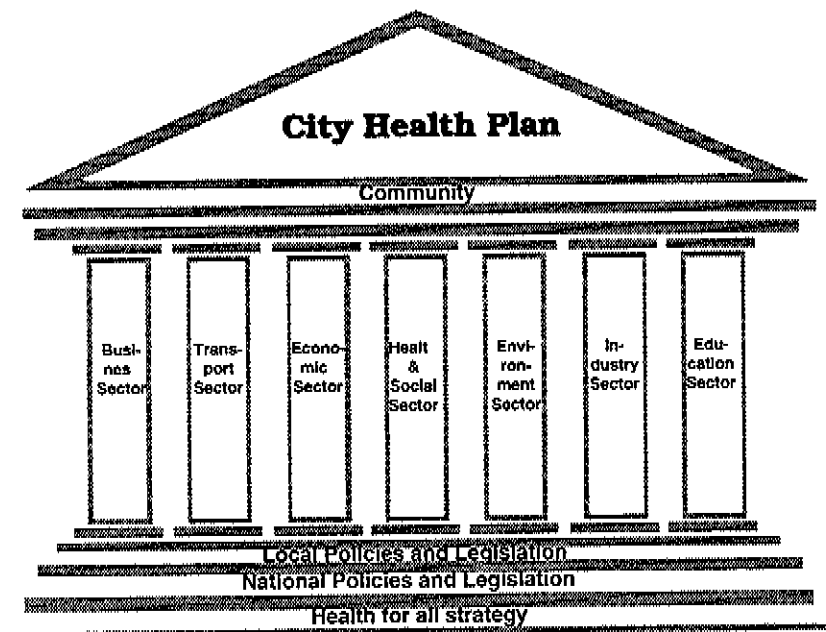 City Health Plan
Community
Busi-
nes
Sector
Trans-
port
Sector
Econo-
mic
Sector
Healt
&
Social
Sector
Envi-
ron-
ment
Sector
In-
dustry
Sector
Edu-
cation
Sector
Local Policies and Legislation
National Policies and Legislation
Health for all strategy